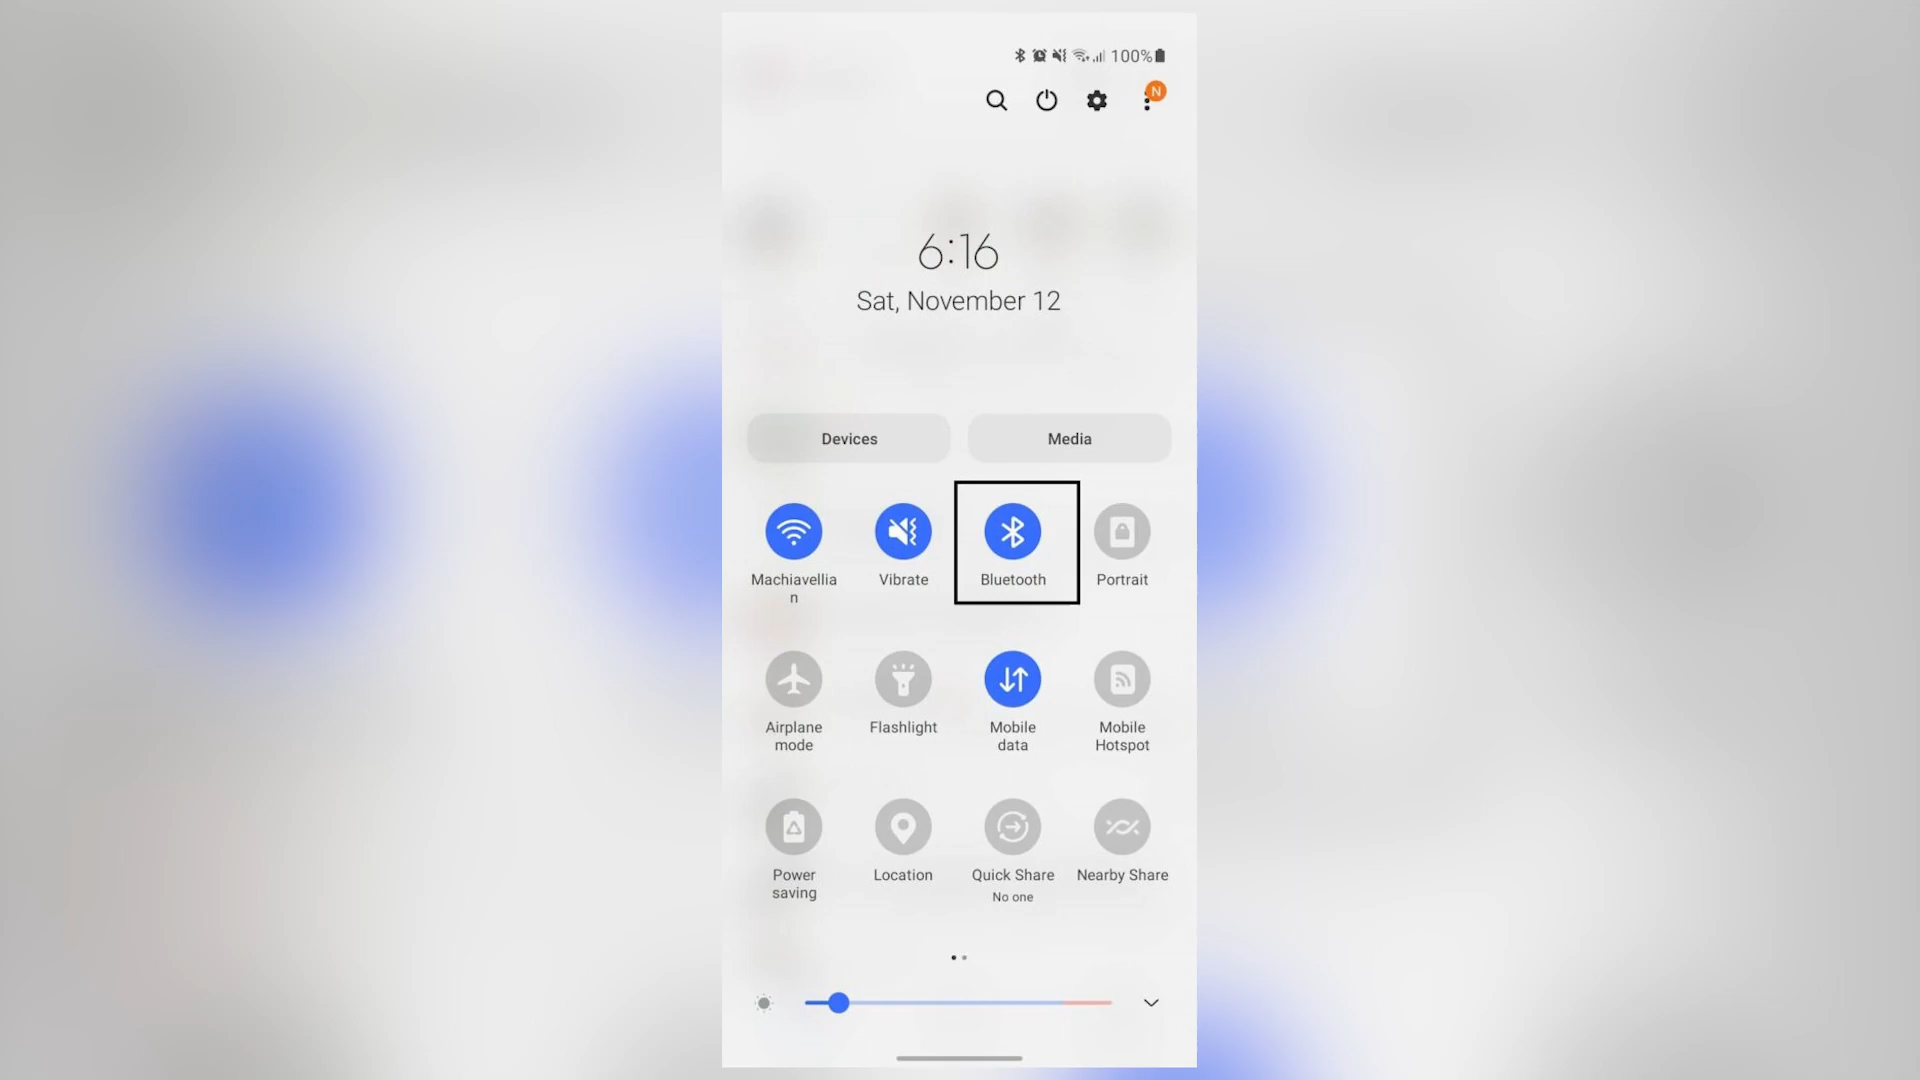 100%
N
6:16
Sat, November 12
Devices Media
Machiavellia
n
Vibrate
Bluetooth
Portrait
Airplane
mode
Flashlight
Mobile
data
Mobile
Hotspot
Power
saving
Location
Quick Share
No one
Nearby Share